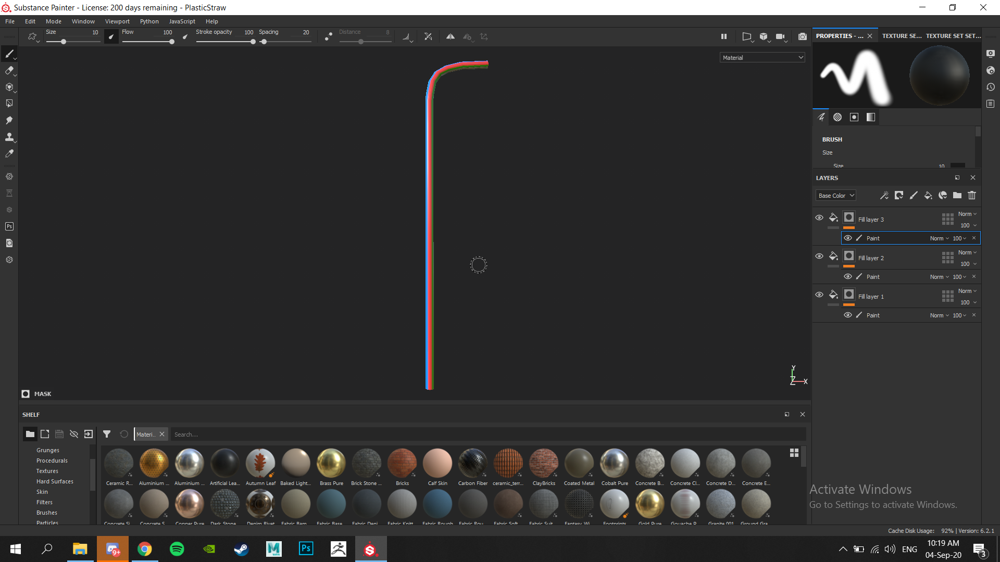 Substance Painter - License: 200 days remaining - PlasticStraw
File Edit Mode Window Viewport Python JavaScript Help
Size 10 Flow 100 Stroke opacity 100 Spacing 20 Distance 8
PROPERTIES - ... TEXTURE SE... TEXTURE SET SET...
Material
BRUSH
Size
Size 10
LAYERS
Base Color
Fill layer 3 Norm 100
Paint Norm 100
Fill layer 2 Norm 100
Paint Norm 100
Fill layer 1 Norm 100
Paint Norm 100
Y
Z X
MASK
SHELF
Materi.. Search...
Grunges
Procedurals
Textures
Hard Surfaces
Skin
Filters
Brushes
Particles
Ceramic R... Aluminium ... Aluminium ... Artificial Lea... Autumn Leaf Baked Light... Brass Pure Brick Stone ... Bricks Calf Skin Carbon Fiber ceramic_terr... ClayBricks Coated Metal Cobalt Pure Concrete B... Concrete Cl... Concrete D... Concrete E...
Concrete Si... Concrete S... Copper Pure Dark Stone ... Denim Rivet Fabric Bam... Fabric Base... Fabric Deni... Fabric Knitt... Fabric Rough Fabric Rou... Fabric Soft ... Fabric Suit... Fantasy Wi... Footprints Gold Pure Gouache P... Granite 001 Ground Gra...
Activate Windows
Go to Settings to activate Windows.
Cache Disk Usage: 92% | Version: 6.2.1
Ps
9+
MAYA
Ps
ENG
10:19 AM
04-Sep-20
3